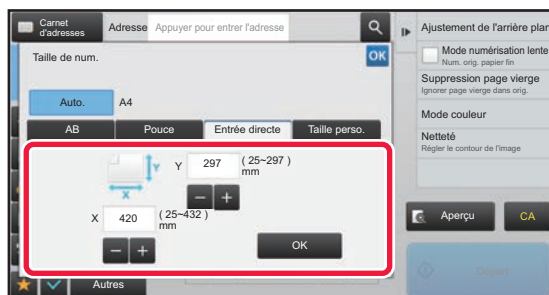 Carnet
d'adresses
Adresse
Appuyer pour entrer l'adresse
Taille de num.
OK
Auto.
A4
AB
Pouce
Entrée directe
Taille perso.
Y
X
Y
297
( 25~297 )
mm
X
420
( 25~432 )
mm
OK
Autres
Ajustement de l'arrière plan
Mode numérisation lente
Num. orig. papier fin
Suppression page vierge
Ignorer page vierge dans orig.
Mode couleur
Netteté
Régler le contour de l'image
Aperçu
CA
Départ